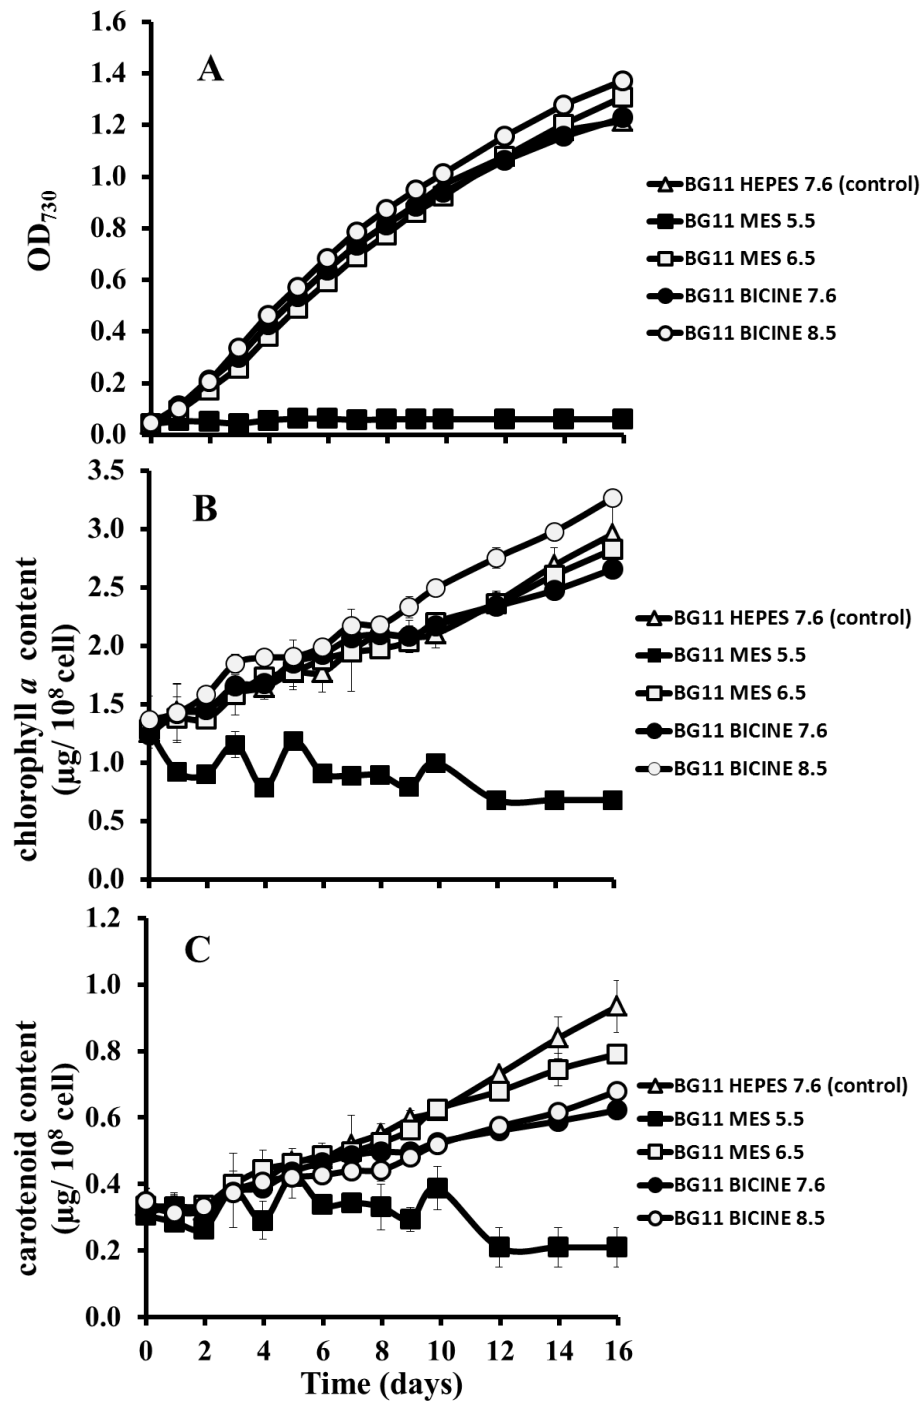 1.6
A
1.4
1.2
1.0
OD730
0.8
0.6
0.4
0.2
0.0
BG11 HEPES 7.6 (control)
BG11 MES 5.5
BG11 MES 6.5
BG11 BICINE 7.6
BG11 BICINE 8.5
3.5
B
3.0
2.5
2.0
1.5
1.0
0.5
0.0
chlorophyll a content
(µg/ 10⁸ cell)
BG11 HEPES 7.6 (control)
BG11 MES 5.5
BG11 MES 6.5
BG11 BICINE 7.6
BG11 BICINE 8.5
1.2
C
1.0
0.8
0.6
0.4
0.2
0.0
carotenoid content
(µg/ 10⁸ cell)
BG11 HEPES 7.6 (control)
BG11 MES 5.5
BG11 MES 6.5
BG11 BICINE 7.6
BG11 BICINE 8.5
0 2 4 6 8 10 12 14 16
Time (days)